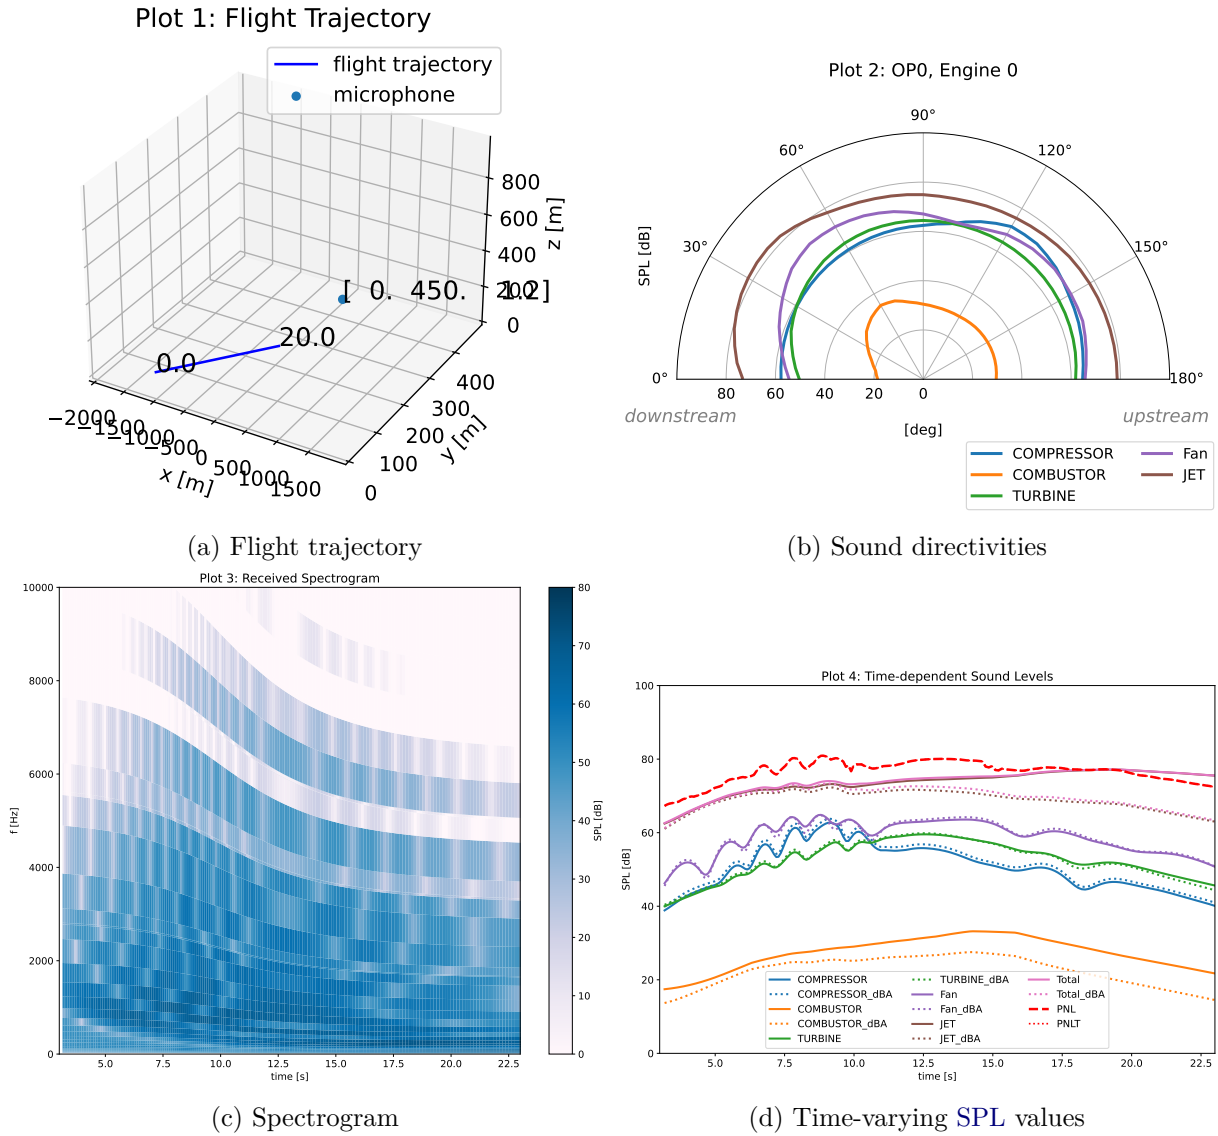 Plot 1: Flight Trajectory
flight trajectory
microphone
800
600
400
200
0
z [m]
[ 0. 450. 1.2]
20.0
0.0
−2000
−1500
−1000
−500
0
500
1000
1500
x [m]
0
100
200
300
400
y [m]
(a) Flight trajectory
Plot 2: OP0, Engine 0
90°
60°
120°
30°
150°
0°
180°
SPL [dB]
80 60 40 20 0
downstream
upstream
[deg]
COMPRESSOR
COMBUSTOR
TURBINE
Fan
JET
(b) Sound directivities
Plot 3: Received Spectrogram
10000
8000
6000
4000
2000
0
f [Hz]
5.0 7.5 10.0 12.5 15.0 17.5 20.0 22.5
time [s]
80
70
60
50
40
30
20
10
0
SPL [dB]
(c) Spectrogram
Plot 4: Time-dependent Sound Levels
100
80
60
40
20
0
SPL [dB]
COMPRESSOR
COMPRESSOR_dBA
COMBUSTOR
COMBUSTOR_dBA
TURBINE
TURBINE_dBA
Fan
Fan_dBA
JET
JET_dBA
Total
Total_dBA
PNL
PNLT
5.0 7.5 10.0 12.5 15.0 17.5 20.0 22.5
time [s]
(d) Time-varying SPL values